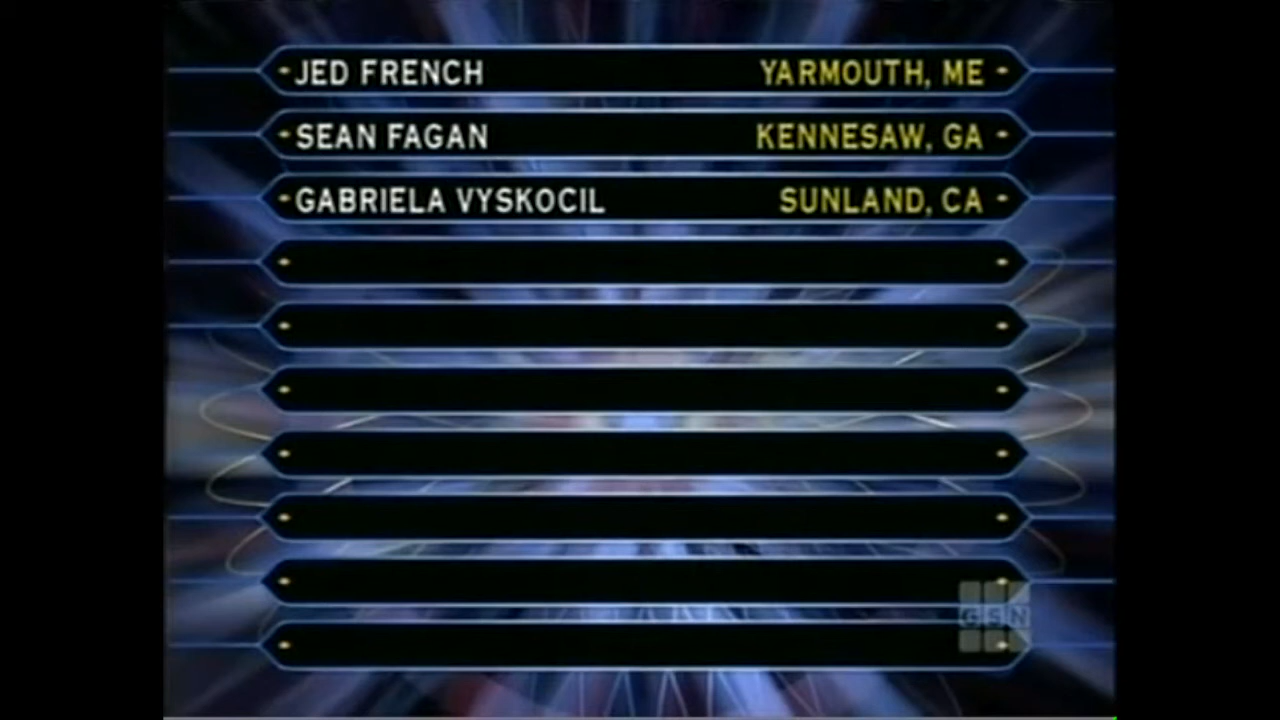 JED FRENCH YARMOUTH, ME
SEAN FAGAN KENNESAW, GA
GABRIELA VYSKOCIL SUNLAND, CA
GSN